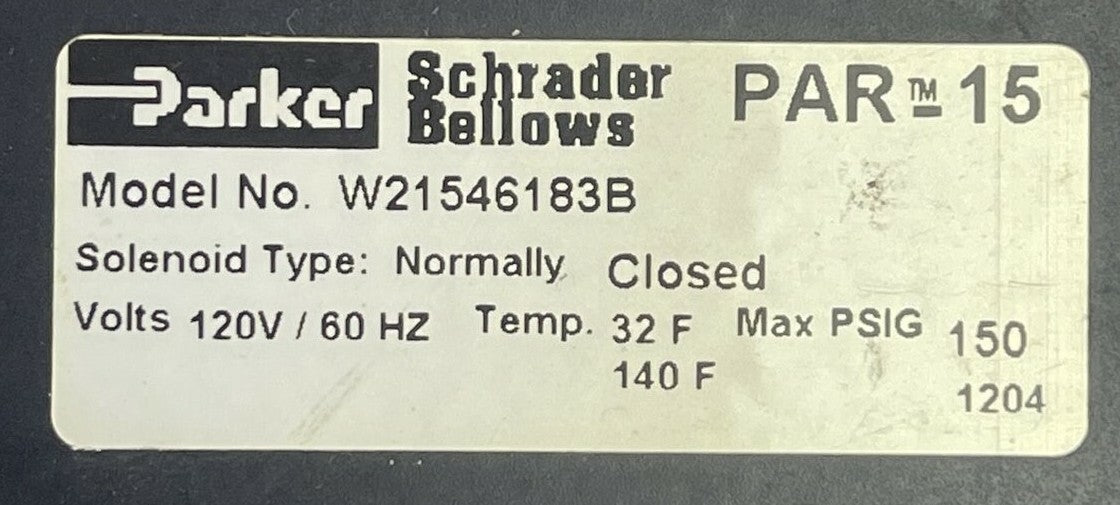 Parker Schrader Bellows PAR™-15
Model No. W21546183B
Solenoid Type: Normally Closed
Volts 120V / 60 HZ Temp. 32 F Max PSIG 150
140 F
1204